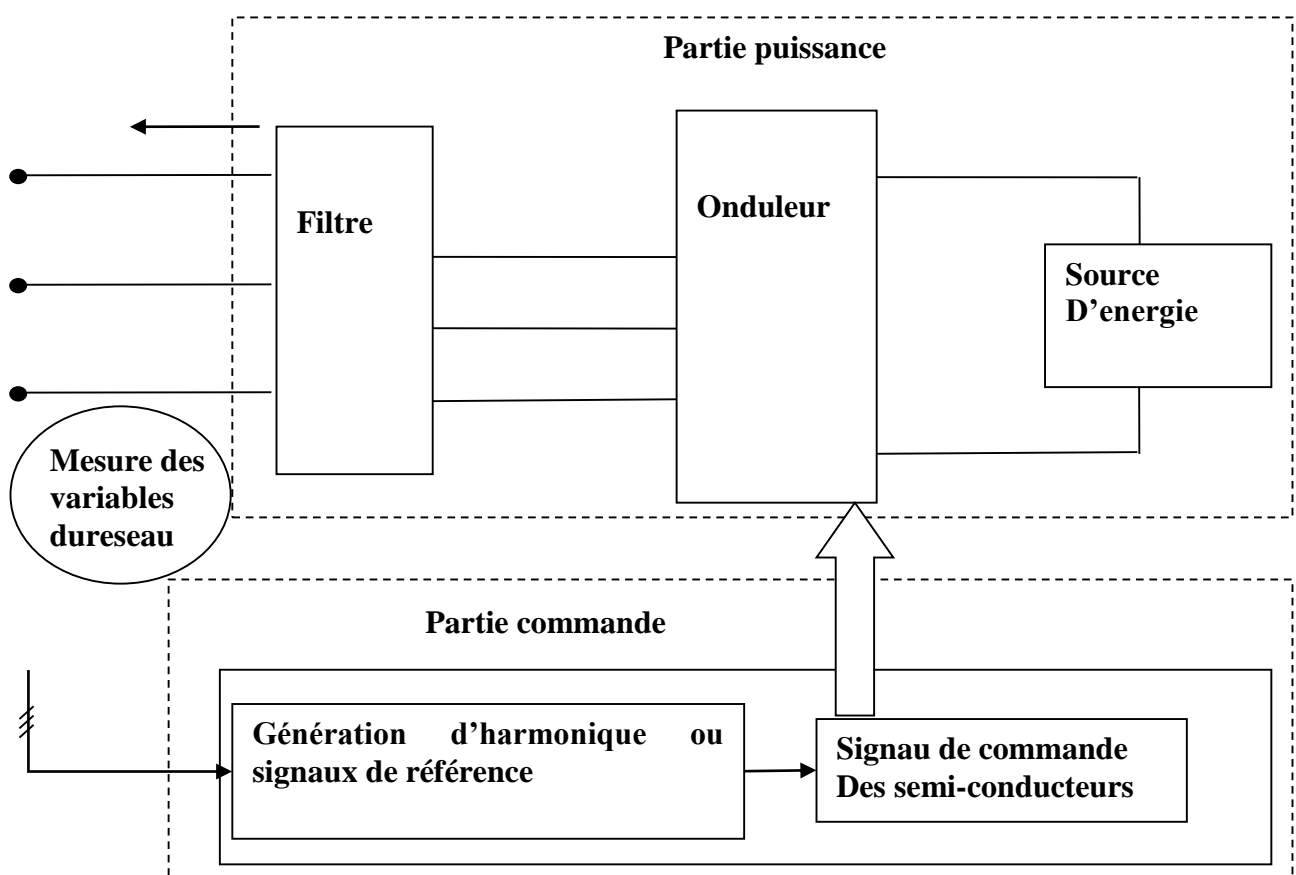 Partie puissance
Filtre
Onduleur
Source
D’energie
Mesure des
variables
dureseau
Partie commande
Génération d’harmonique ou
signaux de référence
Signau de commande
Des semi-conducteurs